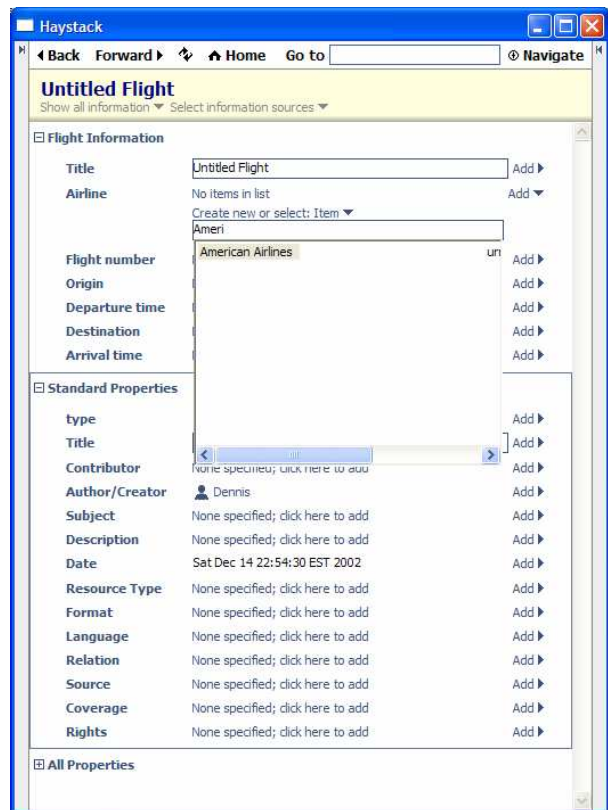 Haystack
Back Forward Home Go to Navigate
Untitled Flight
Show all information Select information sources
Flight Information
Title Untitled Flight Add
Airline No items in list Add
Create new or select: Item
Ameri
American Airlines
Flight number Add
Origin Add
Departure time Add
Destination Add
Arrival time Add
Standard Properties
type Add
Title Add
Contributor None specified; click here to add Add
Author/Creator Dennis Add
Subject None specified; click here to add Add
Description None specified; click here to add Add
Date Sat Dec 14 22:54:30 EST 2002 Add
Resource Type None specified; click here to add Add
Format None specified; click here to add Add
Language None specified; click here to add Add
Relation None specified; click here to add Add
Source None specified; click here to add Add
Coverage None specified; click here to add Add
Rights None specified; click here to add Add
All Properties